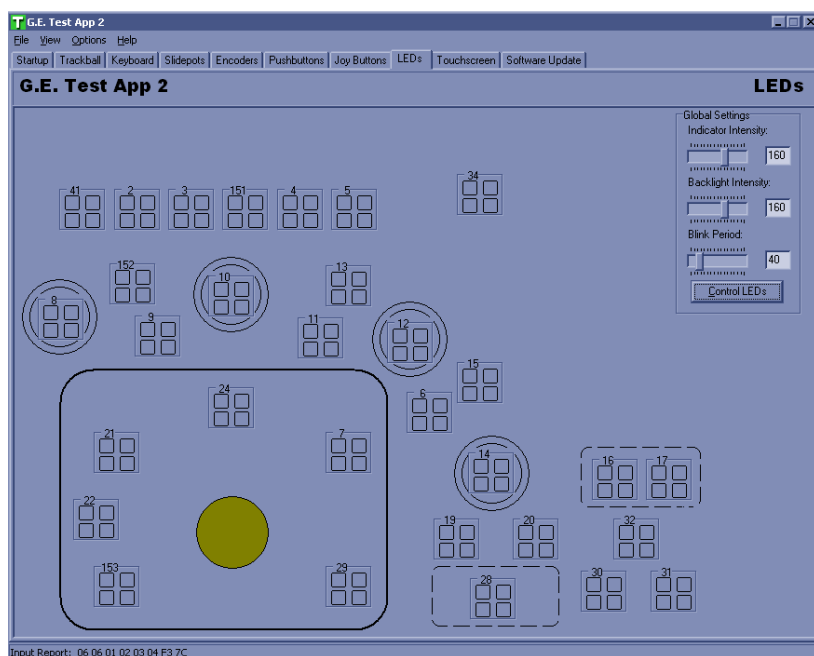 G.E. Test App 2
File View Options Help
Startup Trackball Keyboard Slidepots Encoders Pushbuttons Joy Buttons LEDs Touchscreen Software Update
G.E. Test App 2 LEDs
Global Settings
Indicator Intensity:
160
Backlight Intensity:
160
Blink Period:
40
Control LEDs
34
41 2 3 151 4 5
152 10 13
8 9 11 12
15
24 6
21 7
14 16 17
22
19 20 32
153 29 28 30 31
Input Report: 06 06 01 02 03 04 F3 7C